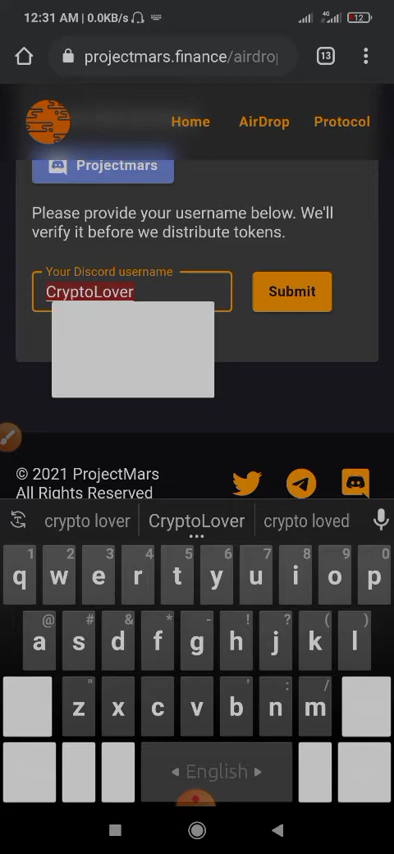 12:31 AM | 0.0KB/s
4G
12
projectmars.finance/airdrop
13
Home AirDrop Protocol
Projectmars
Please provide your username below. We'll
verify it before we distribute tokens.
Your Discord username
CryptoLover
Submit
© 2021 ProjectMars
All Rights Reserved
crypto lover CryptoLover crypto loved
1 2 3 4 5 6 7 8 9 0
q w e r t y u i o p
@ # & * - ! ? ( )
a s d f g h j k l
" ' : /
z x c v b n m
English